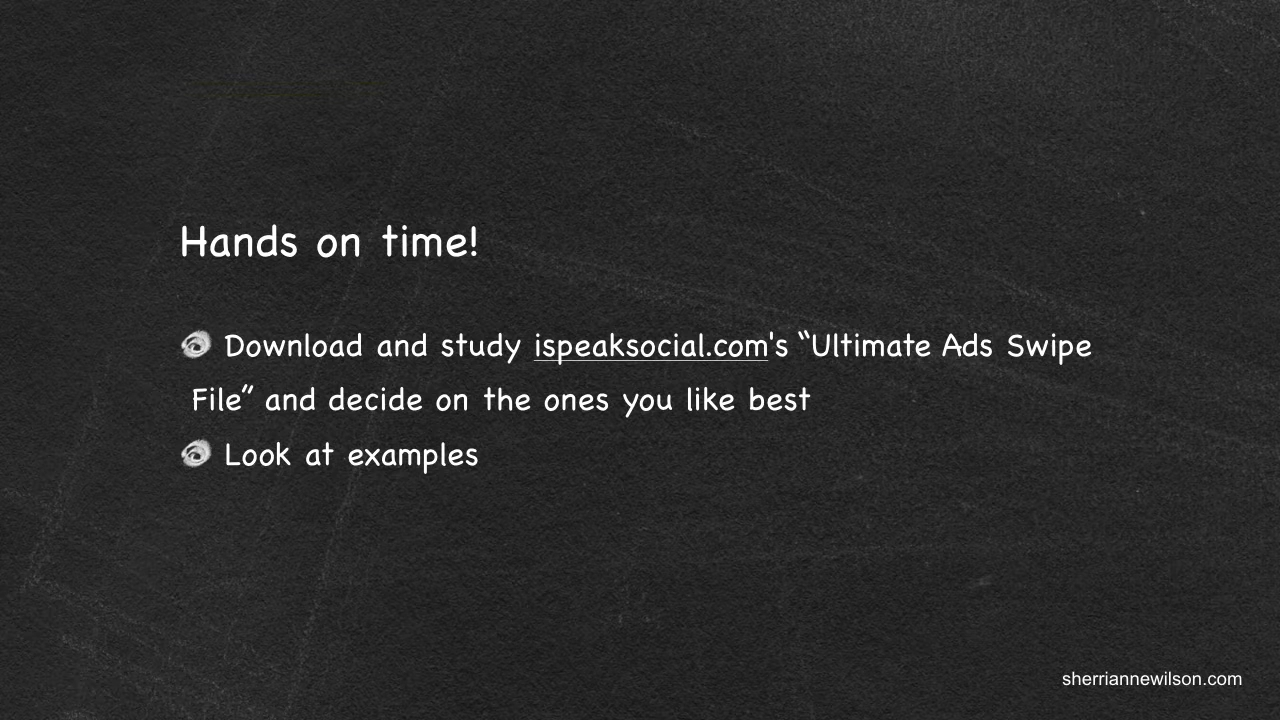 Hands on time!
Download and study ispeaksocial.com's “Ultimate Ads Swipe
File” and decide on the ones you like best
Look at examples
sherriannewilson.com